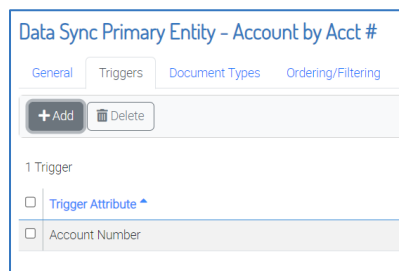 Data Sync Primary Entity - Account by Acct #
General Triggers Document Types Ordering/Filtering
+ Add Delete
1 Trigger
Trigger Attribute
Account Number